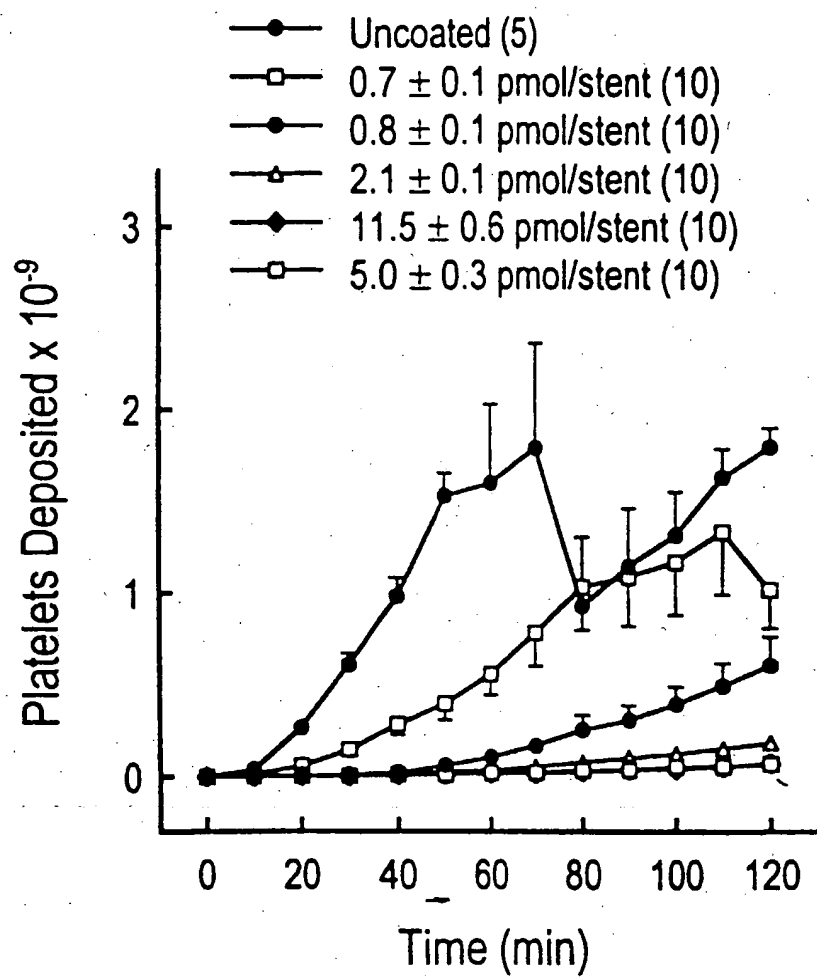 Uncoated (5)
0.7 ± 0.1 pmol/stent (10)
0.8 ± 0.1 pmol/stent (10)
2.1 ± 0.1 pmol/stent (10)
11.5 ± 0.6 pmol/stent (10)
5.0 ± 0.3 pmol/stent (10)
Platelets Deposited x 10⁻⁹
3
2
1
0
0 20 40 60 80 100 120
Time (min)